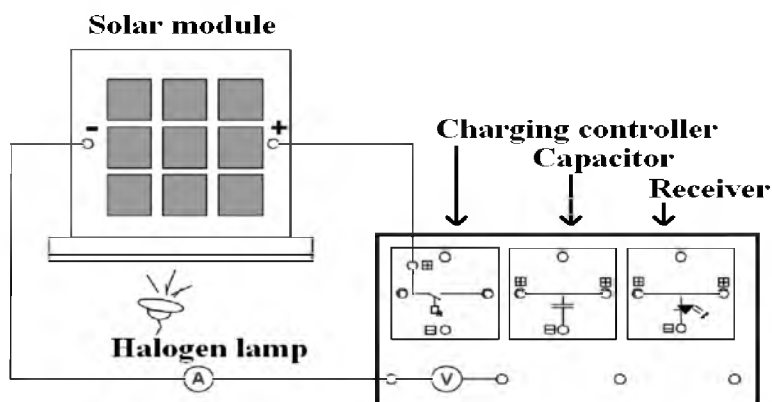 Solar module
-
+
Charging controller
Capacitor
Receiver
Halogen lamp
A
V